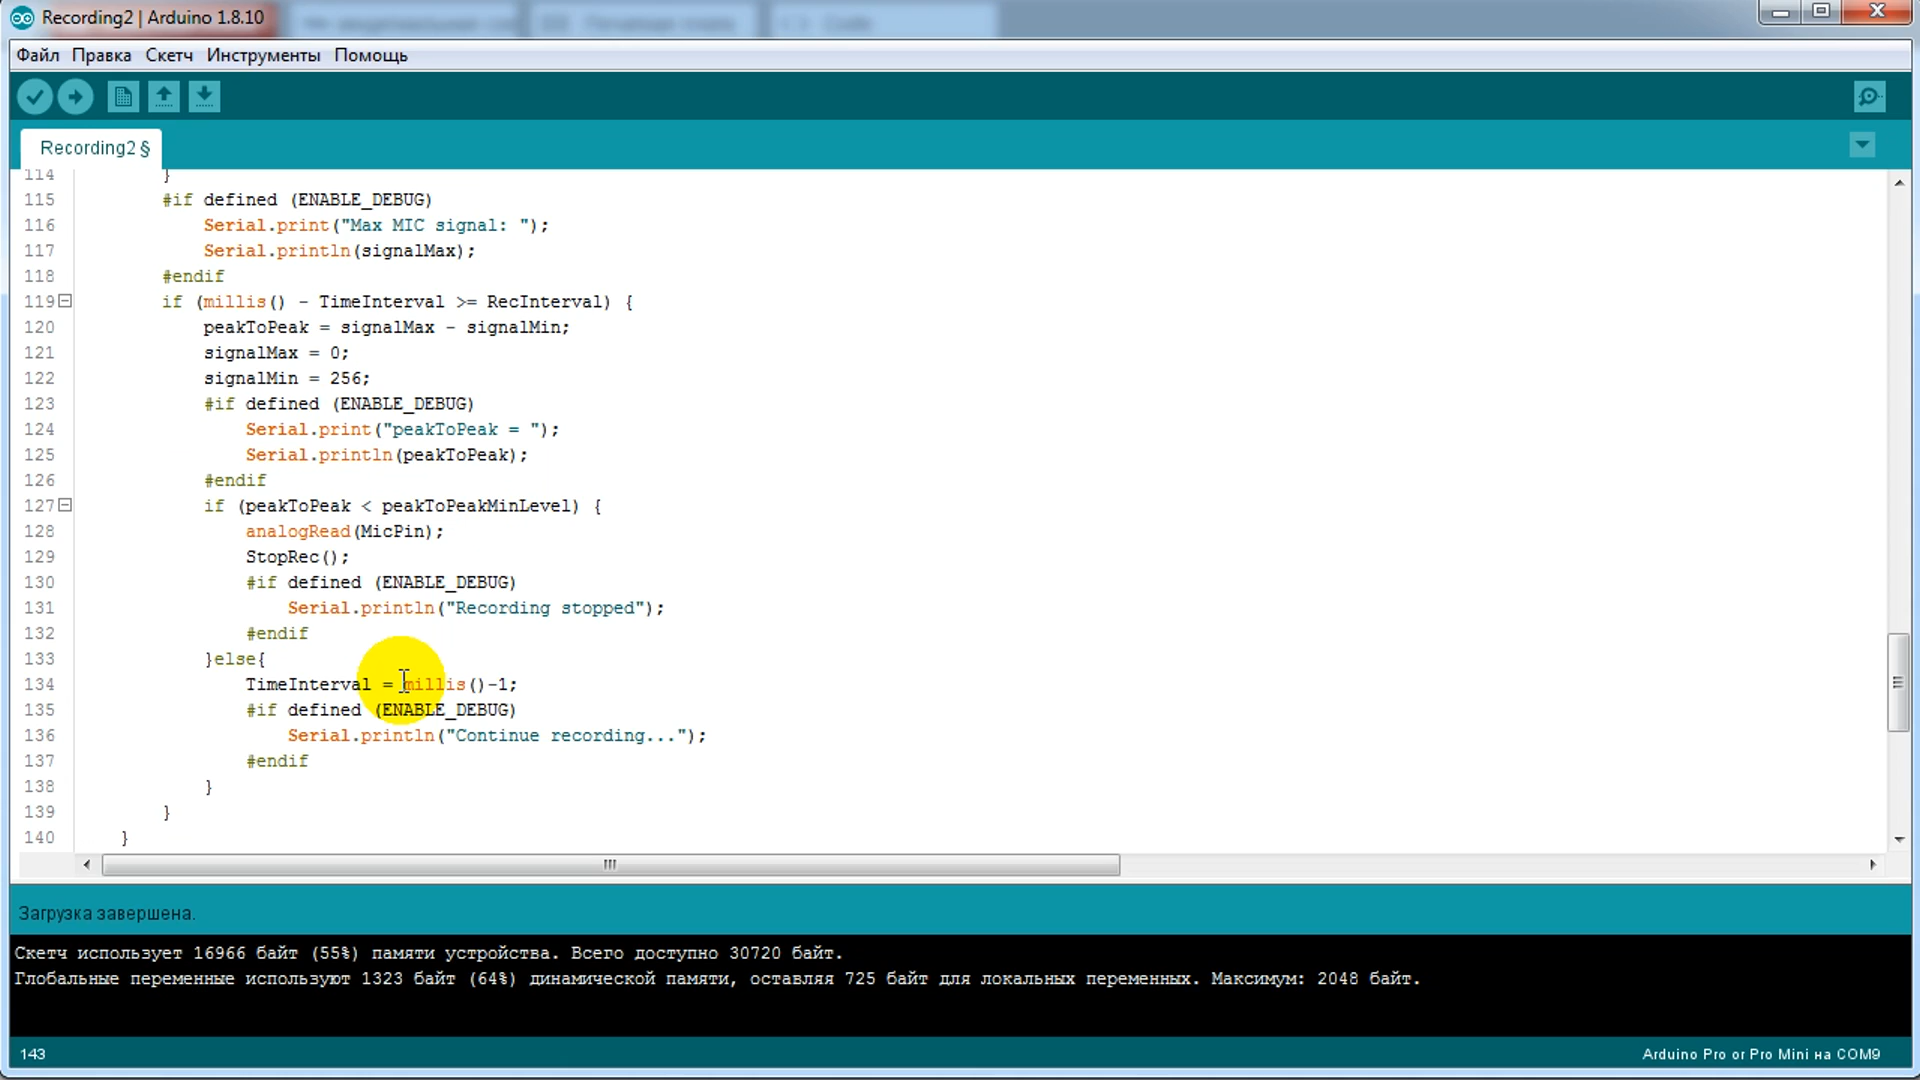 Recording2 | Arduino 1.8.10
Файл Правка Скетч Инструменты Помощь
Recording2 §
114 }
115 #if defined (ENABLE_DEBUG)
116 Serial.print("Max MIC signal: ");
117 Serial.println(signalMax);
118 #endif
119 if (millis() - TimeInterval >= RecInterval) {
120 peakToPeak = signalMax - signalMin;
121 signalMax = 0;
122 signalMin = 256;
123 #if defined (ENABLE_DEBUG)
124 Serial.print("peakToPeak = ");
125 Serial.println(peakToPeak);
126 #endif
127 if (peakToPeak < peakToPeakMinLevel) {
128 analogRead(MicPin);
129 StopRec();
130 #if defined (ENABLE_DEBUG)
131 Serial.println("Recording stopped");
132 #endif
133 }else{
134 TimeInterval = millis()-1;
135 #if defined (ENABLE_DEBUG)
136 Serial.println("Continue recording...");
137 #endif
138 }
139 }
140 }
Загрузка завершена.
Скетч использует 16966 байт (55%) памяти устройства. Всего доступно 30720 байт.
Глобальные переменные используют 1323 байт (64%) динамической памяти, оставляя 725 байт для локальных переменных. Максимум: 2048 байт.
143
Arduino Pro or Pro Mini на COM9